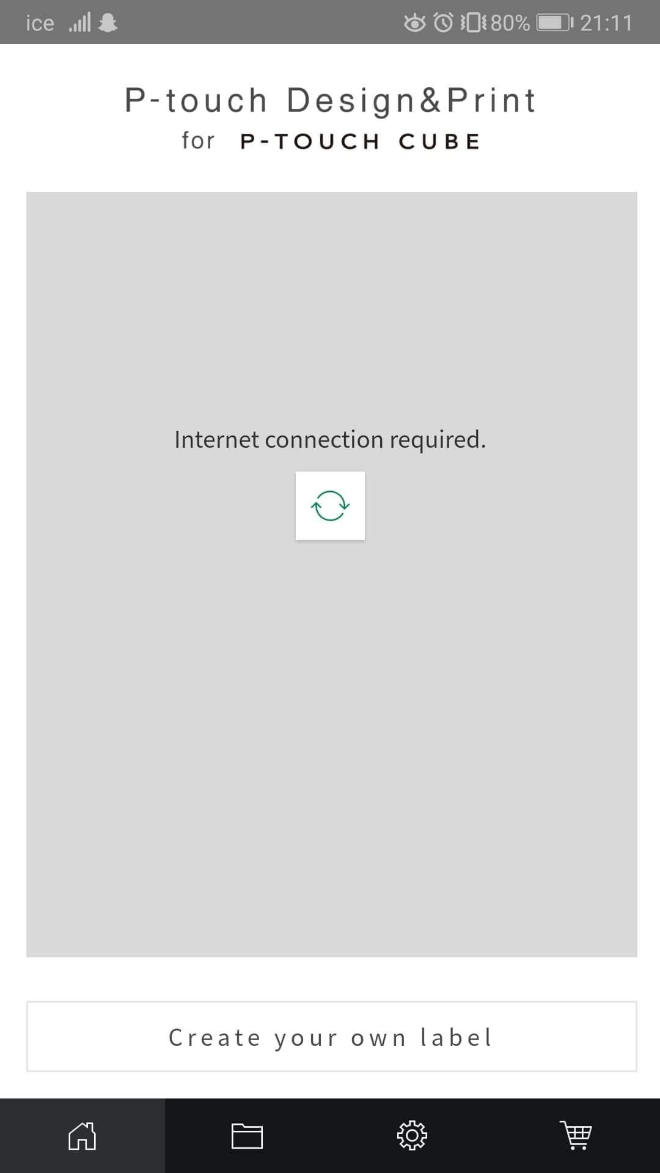 ice 80% 21:11
P-touch Design&Print
for P-TOUCH CUBE
Internet connection required.
Create your own label